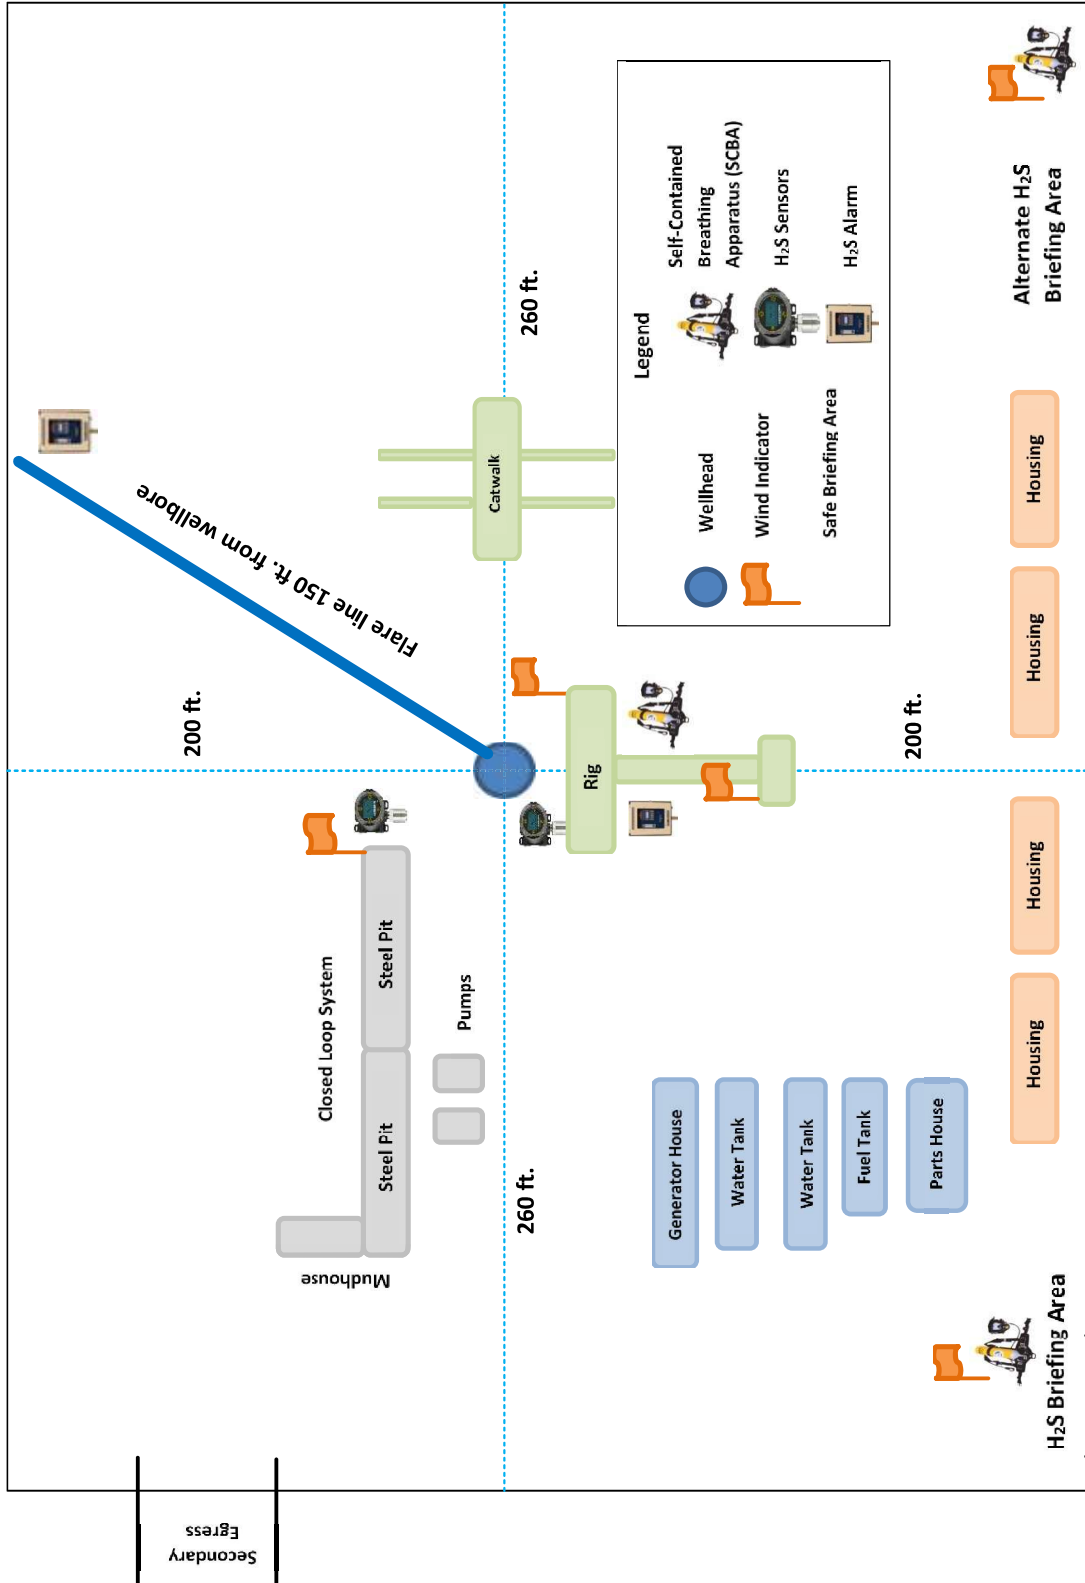 Secondary
Egress
Mudhouse
Closed Loop System
Steel Pit
Steel Pit
Pumps
200 ft.
Flare line 150 ft. from wellbore
260 ft.
260 ft.
Catwalk
Rig
200 ft.
Generator House
Water Tank
Water Tank
Fuel Tank
Parts House
Legend
Wellhead
Wind Indicator
Safe Briefing Area
Self-Contained
Breathing
Apparatus (SCBA)
H₂S Sensors
H₂S Alarm
H₂S Briefing Area
Housing
Housing
Housing
Housing
Alternate H₂S
Briefing Area